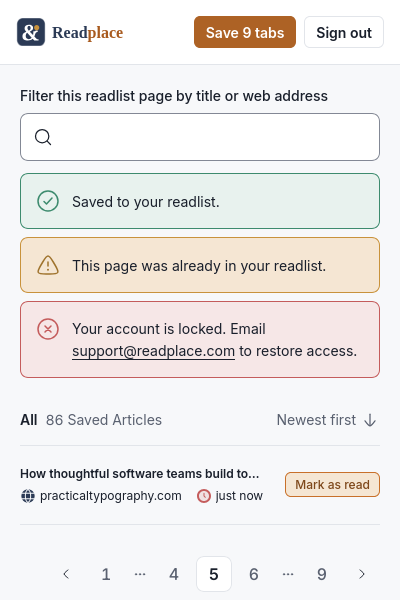 & Readplace
Save 9 tabs
Sign out
Filter this readlist page by title or web address
Saved to your readlist.
This page was already in your readlist.
Your account is locked. Email
support@readplace.com to restore access.
All 86 Saved Articles
Newest first
How thoughtful software teams build to...
Mark as read
practicaltypography.com
just now
1 ... 4 5 6 ... 9